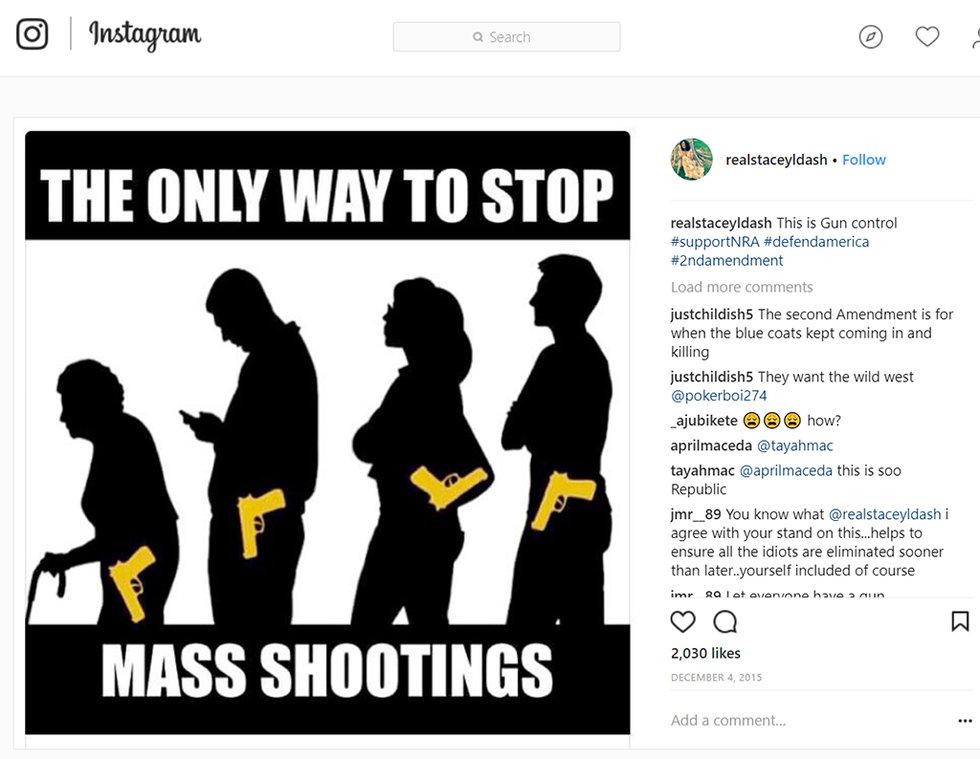 Instagram
Search
THE ONLY WAY TO STOP
MASS SHOOTINGS
realstaceyldash • Follow
realstaceyldash This is Gun control
#supportNRA #defendamerica
#2ndamendment
Load more comments
justchildish5 The second Amendment is for
when the blue coats kept coming in and
killing
justchildish5 They want the wild west
@pokerboi274
_ajubikete 😩😩😩 how?
aprilmaceda @tayahmac
tayahmac @aprilmaceda this is soo
Republic
jmr__89 You know what @realstaceyldash i
agree with your stand on this...helps to
ensure all the idiots are eliminated sooner
than later..yourself included of course
jmr__89 Let everyone have a gun
2,030 likes
DECEMBER 4, 2015
Add a comment...